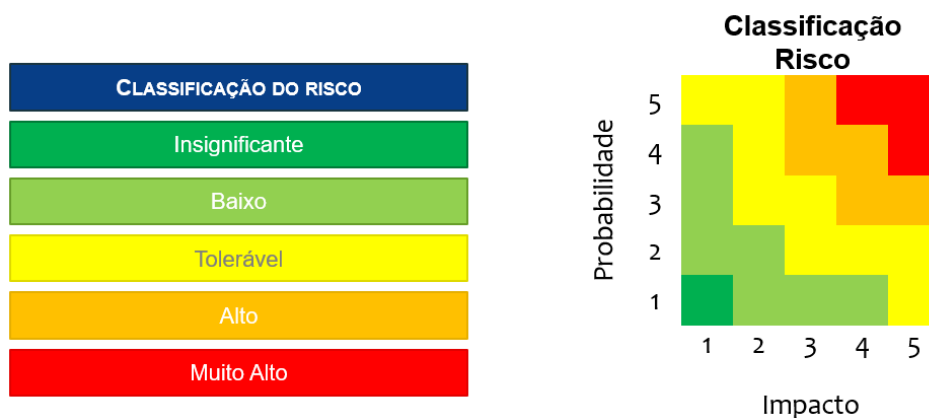 CLASSIFICAÇÃO DO RISCO
Insignificante
Baixo
Tolerável
Alto
Muito Alto
Classificação
Risco
Probabilidade
5
4
3
2
1
1 2 3 4 5
Impacto